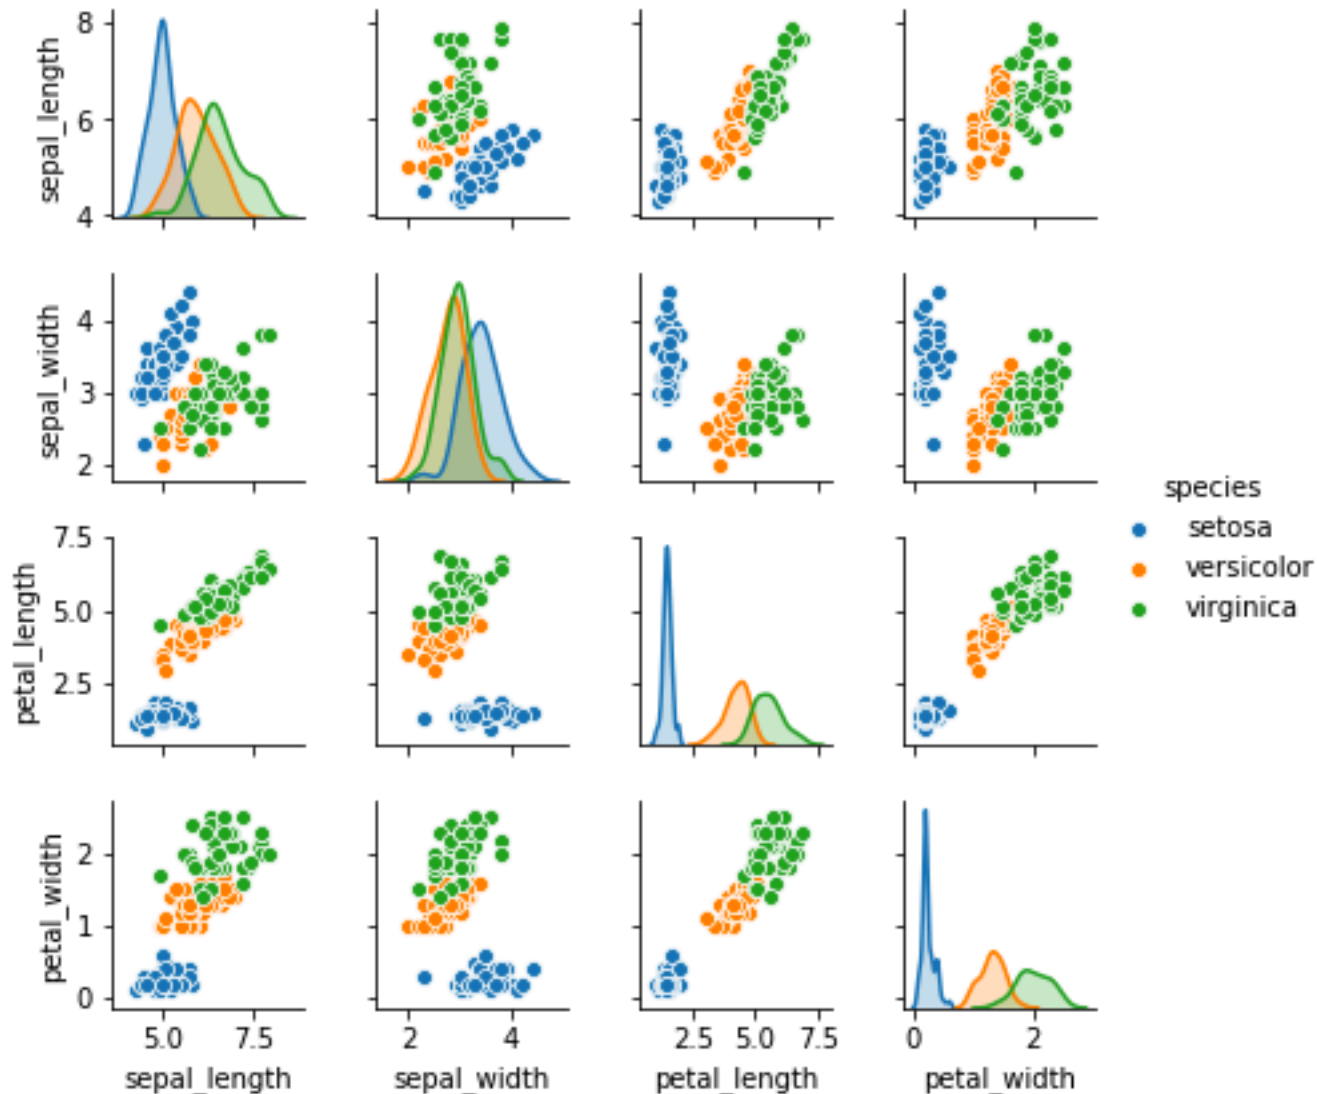 sepal_length
8
6
4
sepal_width
4
3
2
petal_length
7.5
5.0
2.5
petal_width
2
1
0
5.0 7.5
2 4
2.5 5.0 7.5
0 2
sepal_length
sepal_width
petal_length
petal_width
species
setosa
versicolor
virginica